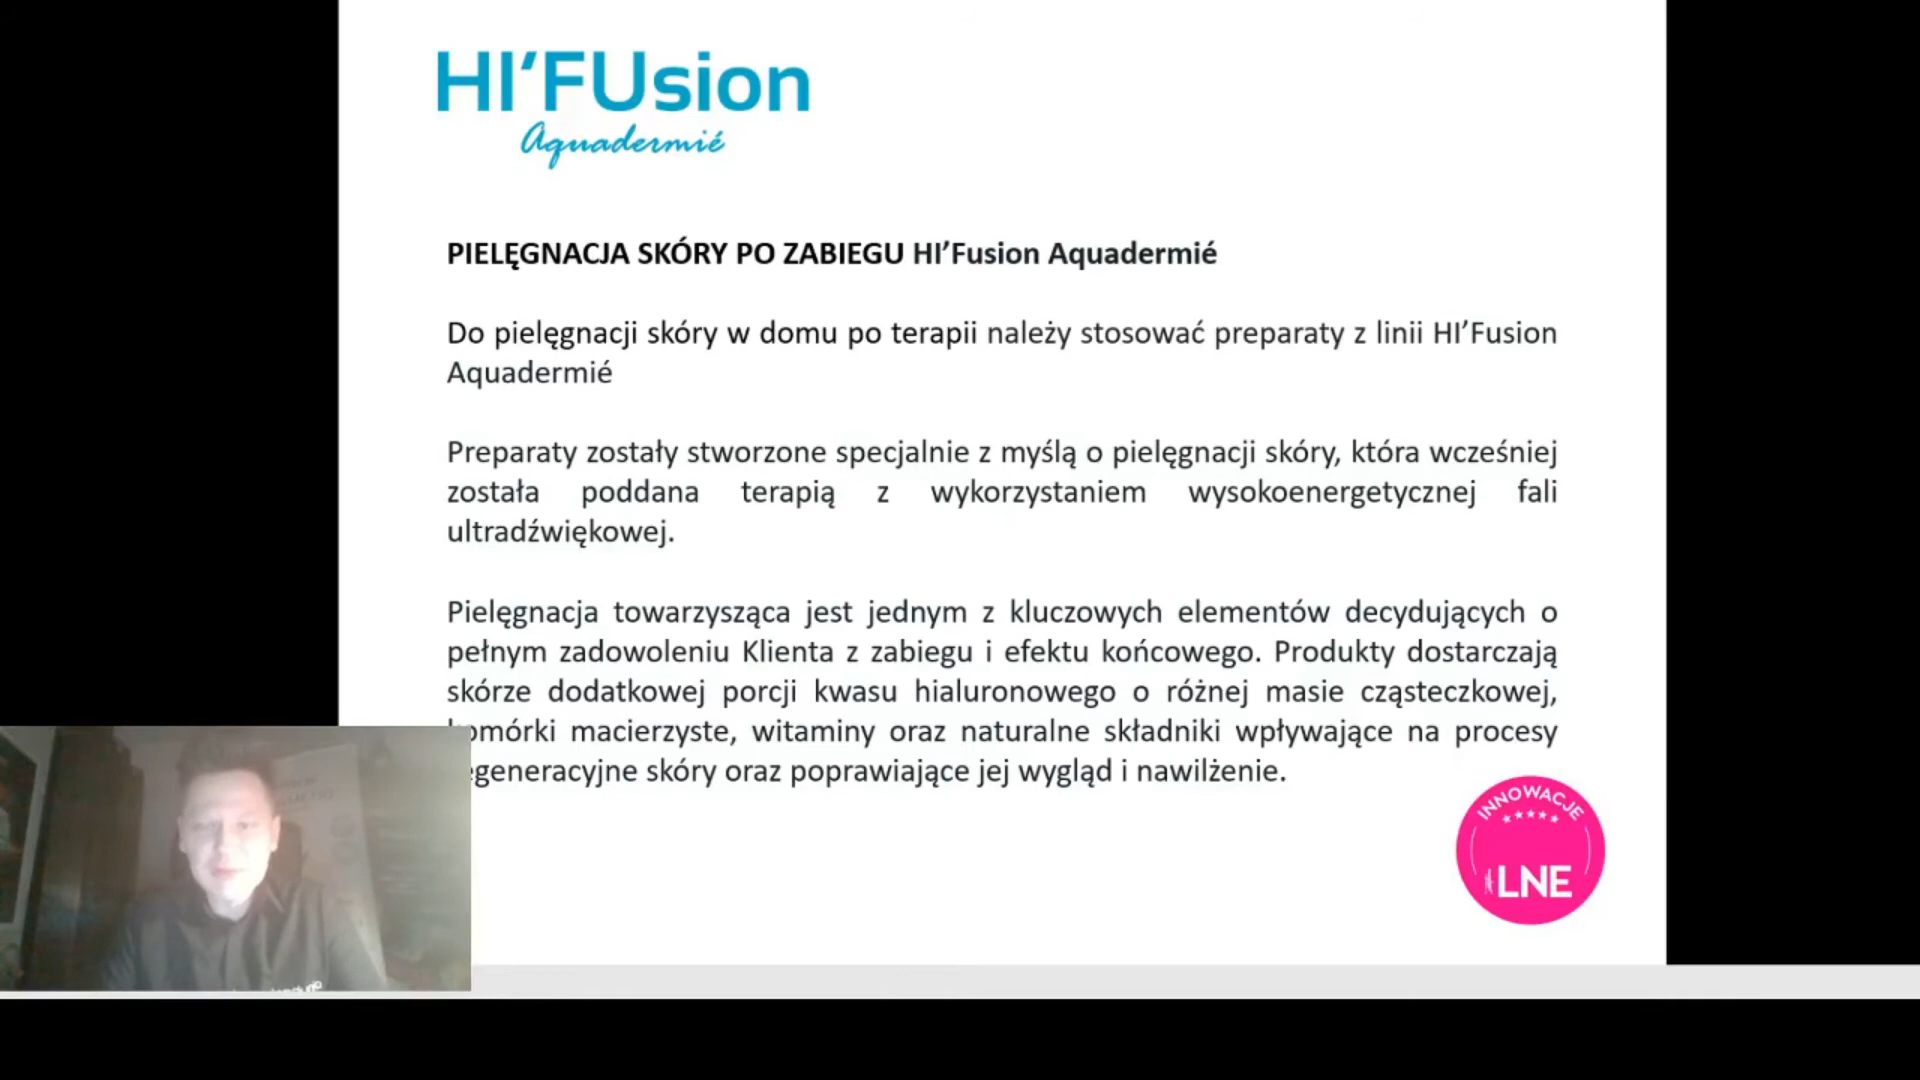 HI’FUsion
Aquadermié
PIELĘGNACJA SKÓRY PO ZABIEGU HI’Fusion Aquadermié
Do pielęgnacji skóry w domu po terapii należy stosować preparaty z linii HI’Fusion
Aquadermié
Preparaty zostały stworzone specjalnie z myślą o pielęgnacji skóry, która wcześniej
została poddana terapią z wykorzystaniem wysokoenergetycznej fali
ultradźwiękowej.
Pielęgnacja towarzysząca jest jednym z kluczowych elementów decydujących o
pełnym zadowoleniu Klienta z zabiegu i efektu końcowego. Produkty dostarczają
skórze dodatkowej porcji kwasu hialuronowego o różnej masie cząsteczkowej,
komórki macierzyste, witaminy oraz naturalne składniki wpływające na procesy
egeneracyjne skóry oraz poprawiające jej wygląd i nawilżenie.
INNOWACJE
LNE